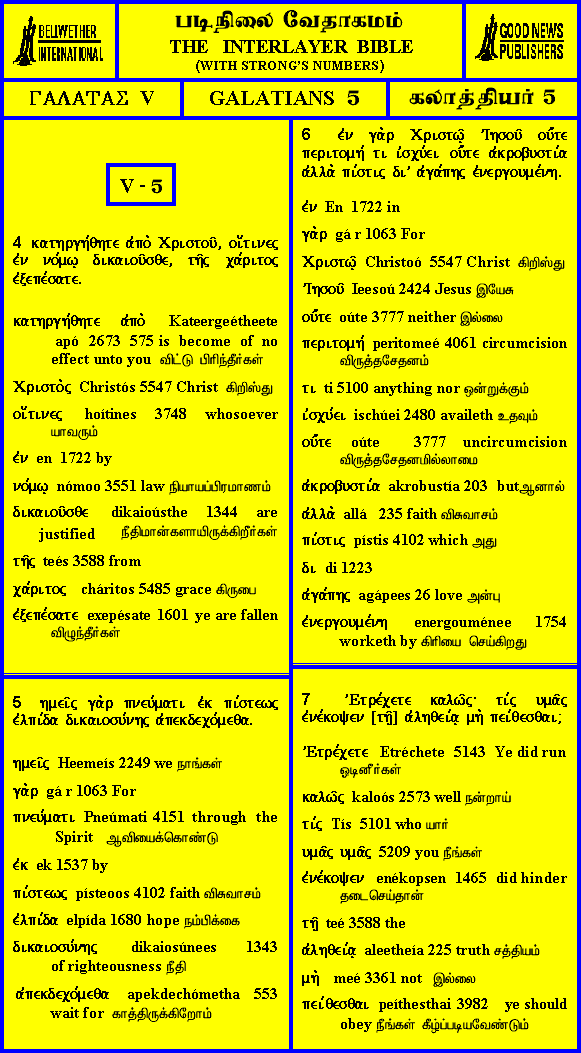 BELLWETHER
INTERNATIONAL
படிநிலை வேதாகமம்
THE INTERLAYER BIBLE
(WITH STRONG'S NUMBERS)
GOOD NEWS
PUBLISHERS
ΓΑΛΑΤΑΣ V
GALATIANS 5
கலாத்தியர் 5
V - 5
4 κατηργήθητε ἀπὸ Χριστοῦ, οἵτινες
ἐν νόμῳ δικαιοῦσθε, τῆς χάριτος
ἐξεπέσατε.
κατηργήθητε ἀπὸ Kateergeétheete
apó 2673 575 is become of no
effect unto you விட்டு பிரிந்தீர்கள்
Χριστὸς Christós 5547 Christ கிறிஸ்து
οἵτινες hoítines 3748 whosoever
யாவரும்
ἐν en 1722 by
νόμῳ nómoo 3551 law நியாயப்பிரமாணம்
δικαιοῦσθε dikaioústhe 1344 are
justified நீதிமான்களாயிருக்கிறீர்கள்
τῆς teés 3588 from
χάριτος cháritos 5485 grace கிருபை
ἐξεπέσατε exepésate 1601 ye are fallen
விழுந்தீர்கள்
5 ημεῖς γὰρ πνεύματι ἐκ πίστεως
ἐλπίδα δικαιοσύνης ἀπεκδεχόμεθα.
ημεῖς Heemeís 2249 we நாங்கள்
γὰρ gá r 1063 For
πνεύματι Pneúmati 4151 through the
Spirit ஆவியைக்கொண்டு
ἐκ ek 1537 by
πίστεως písteoos 4102 faith விசுவாசம்
ἐλπίδα elpída 1680 hope நம்பிக்கை
δικαιοσύνης dikaiosúnees 1343
of righteousness நீதி
ἀπεκδεχόμεθα apekdechómetha 553
wait for காத்திருக்கிறோம்
6 ἐν γὰρ Χριστῷ Ἰησοῦ οὔτε
περιτομή τι ἰσχύει οὔτε ἀκροβυστία
ἀλλὰ πίστις δι' ἀγάπης ἐνεργουμένη.
ἐν En 1722 in
γὰρ gá r 1063 For
Χριστῷ Christoó 5547 Christ கிறிஸ்து
Ἰησοῦ Ieesoú 2424 Jesus இயேசு
οὔτε oúte 3777 neither இல்லை
περιτομή peritomeé 4061 circumcision
விருத்தசேதனம்
τι ti 5100 anything nor ஒன்றுக்கும்
ἰσχύει ischúei 2480 availeth உதவும்
οὔτε oúte 3777 uncircumcision
விருத்தசேதனமில்லாமை
ἀκροβυστία akrobustía 203 butஆனால்
ἀλλὰ allá 235 faith விசுவாசம்
πίστις pístis 4102 which அது
δι di 1223
ἀγάπης agápees 26 love அன்பு
ἐνεργουμένη energouménee 1754
worketh by கிரியை செய்கிறது
7 Ἐτρέχετε καλῶς· τίς υμᾶς
ἐνέκοψεν [τῇ] ἀληθείᾳ μὴ πείθεσθαι;
Ἐτρέχετε Etréchete 5143 Ye did run
ஓடினீர்கள்
καλῶς kaloós 2573 well நன்றாய்
τίς Tís 5101 who யார்
υμᾶς υμᾶς 5209 you நீங்கள்
ἐνέκοψεν enékopsen 1465 did hinder
தடைசெய்தான்
τῇ teé 3588 the
ἀληθείᾳ aleetheía 225 truth சத்தியம்
μὴ meé 3361 not இல்லை
πείθεσθαι peíthesthai 3982 ye should
obey நீங்கள் கீழ்ப்படியவேண்டும்